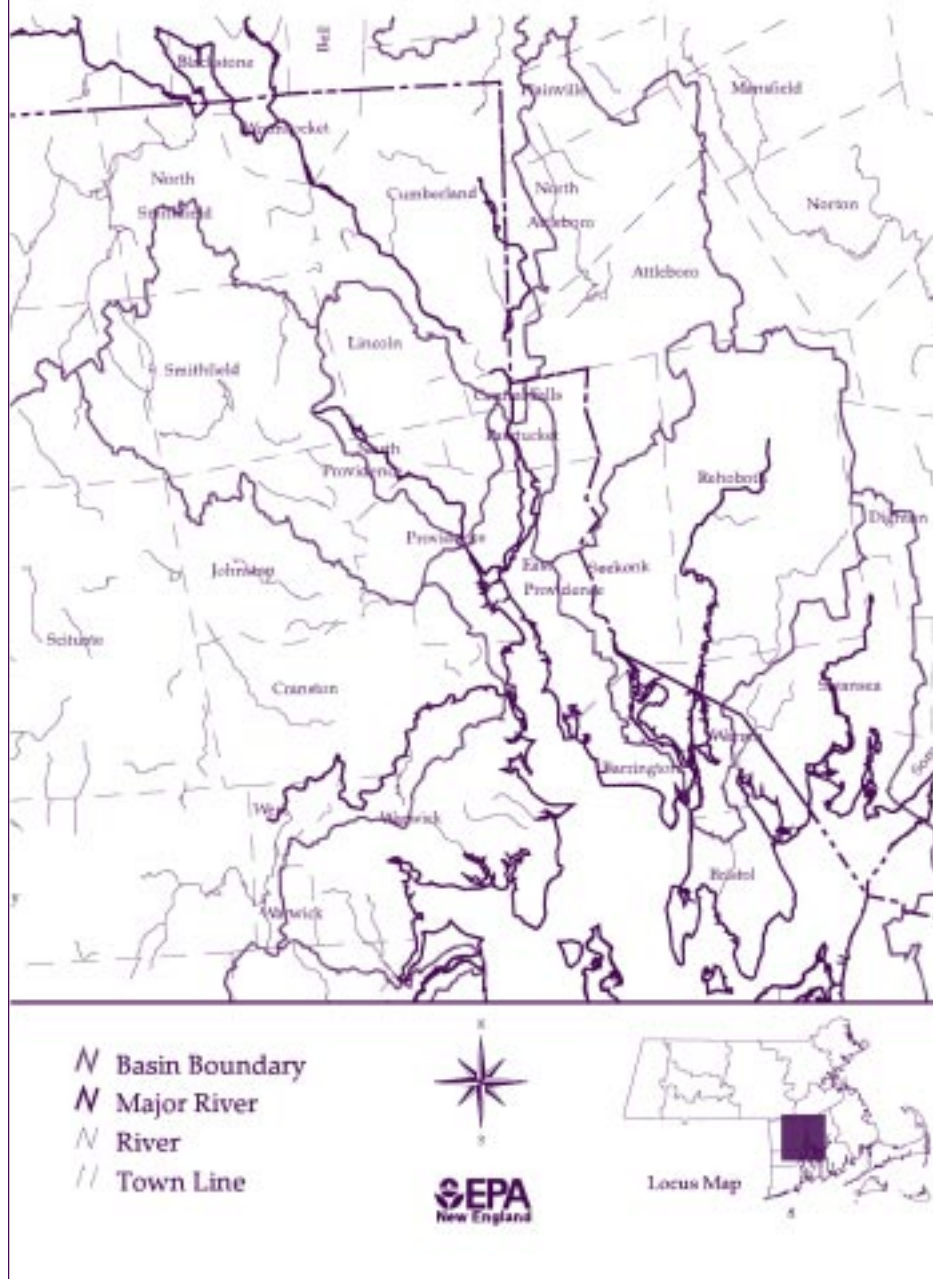 Bell
Blackstone
Plainville
Mansfield
Woonsocket
North
Smithfield
Cumberland
North
Attleboro
Norton
Attleboro
Lincoln
Smithfield
Central Falls
Pawtucket
North
Providence
Rehoboth
Dighton
Providence
Johnston
East
Providence
Seekonk
Scituate
Cranston
Swansea
Warren
Barrington
We
Warwick
Bristol
Warwick
Basin Boundary
Major River
River
Town Line
N
S
EPA
New England
Locus Map